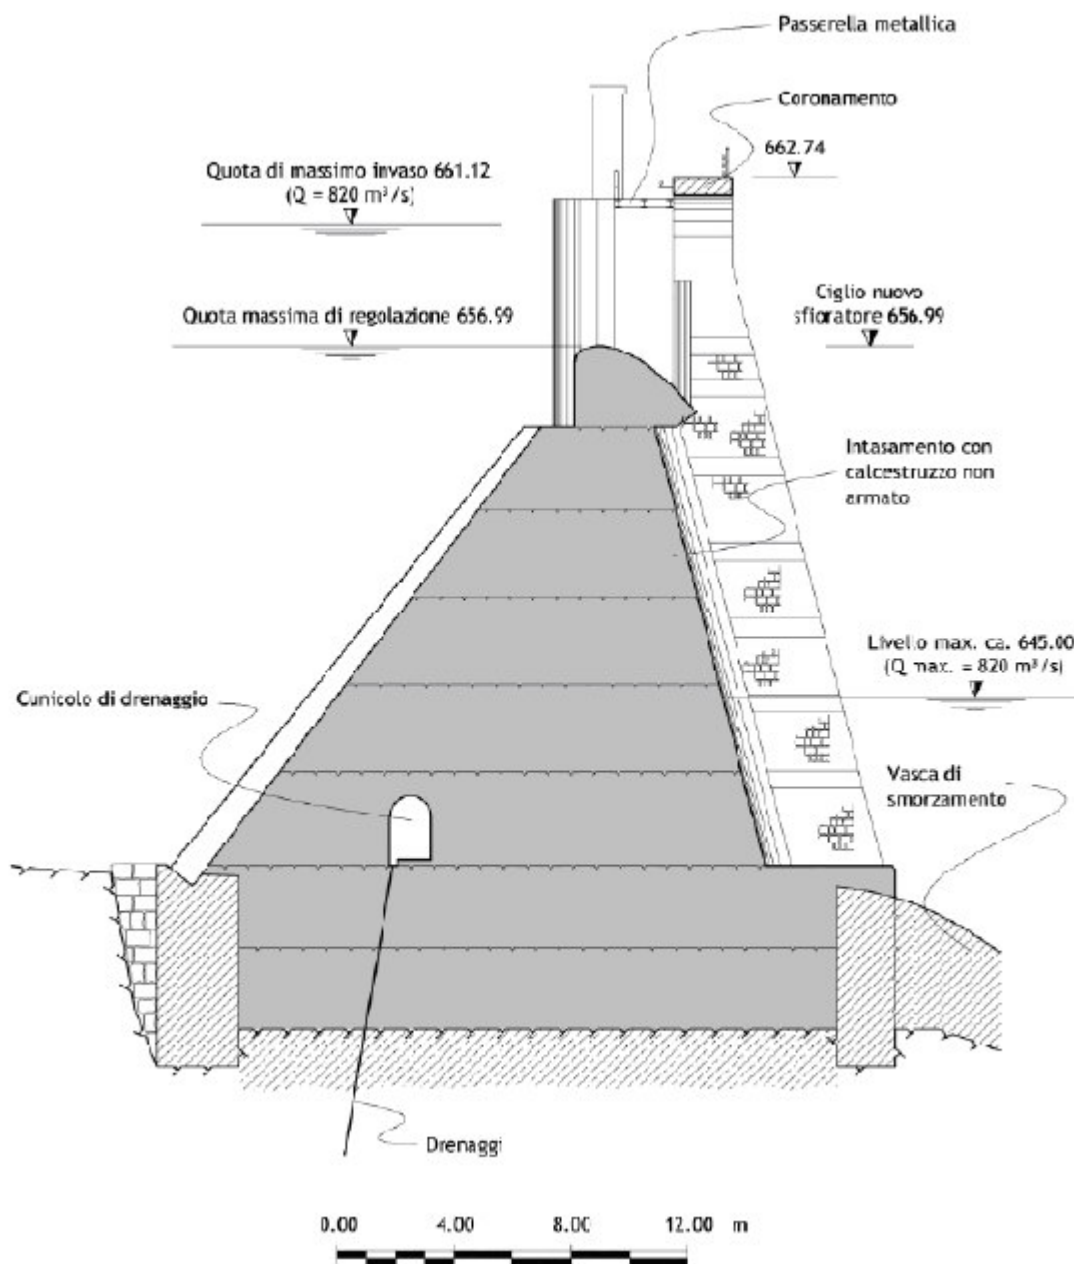 Passerella metallica
Coronamento
662.74
Quota di massimo invaso 661.12
(Q = 820 m³/s)
Quota massima di regolazione 656.99
Ciglio nuovo
sfioratore 656.99
Intasamento con
calcestruzzo non
armato
Livello max. ca. 645.00
(Q max. = 820 m³/s)
Cunicolo di drenaggio
Vasca di
smorzamento
Drenaggi
0.00 4.00 8.00 12.00 m